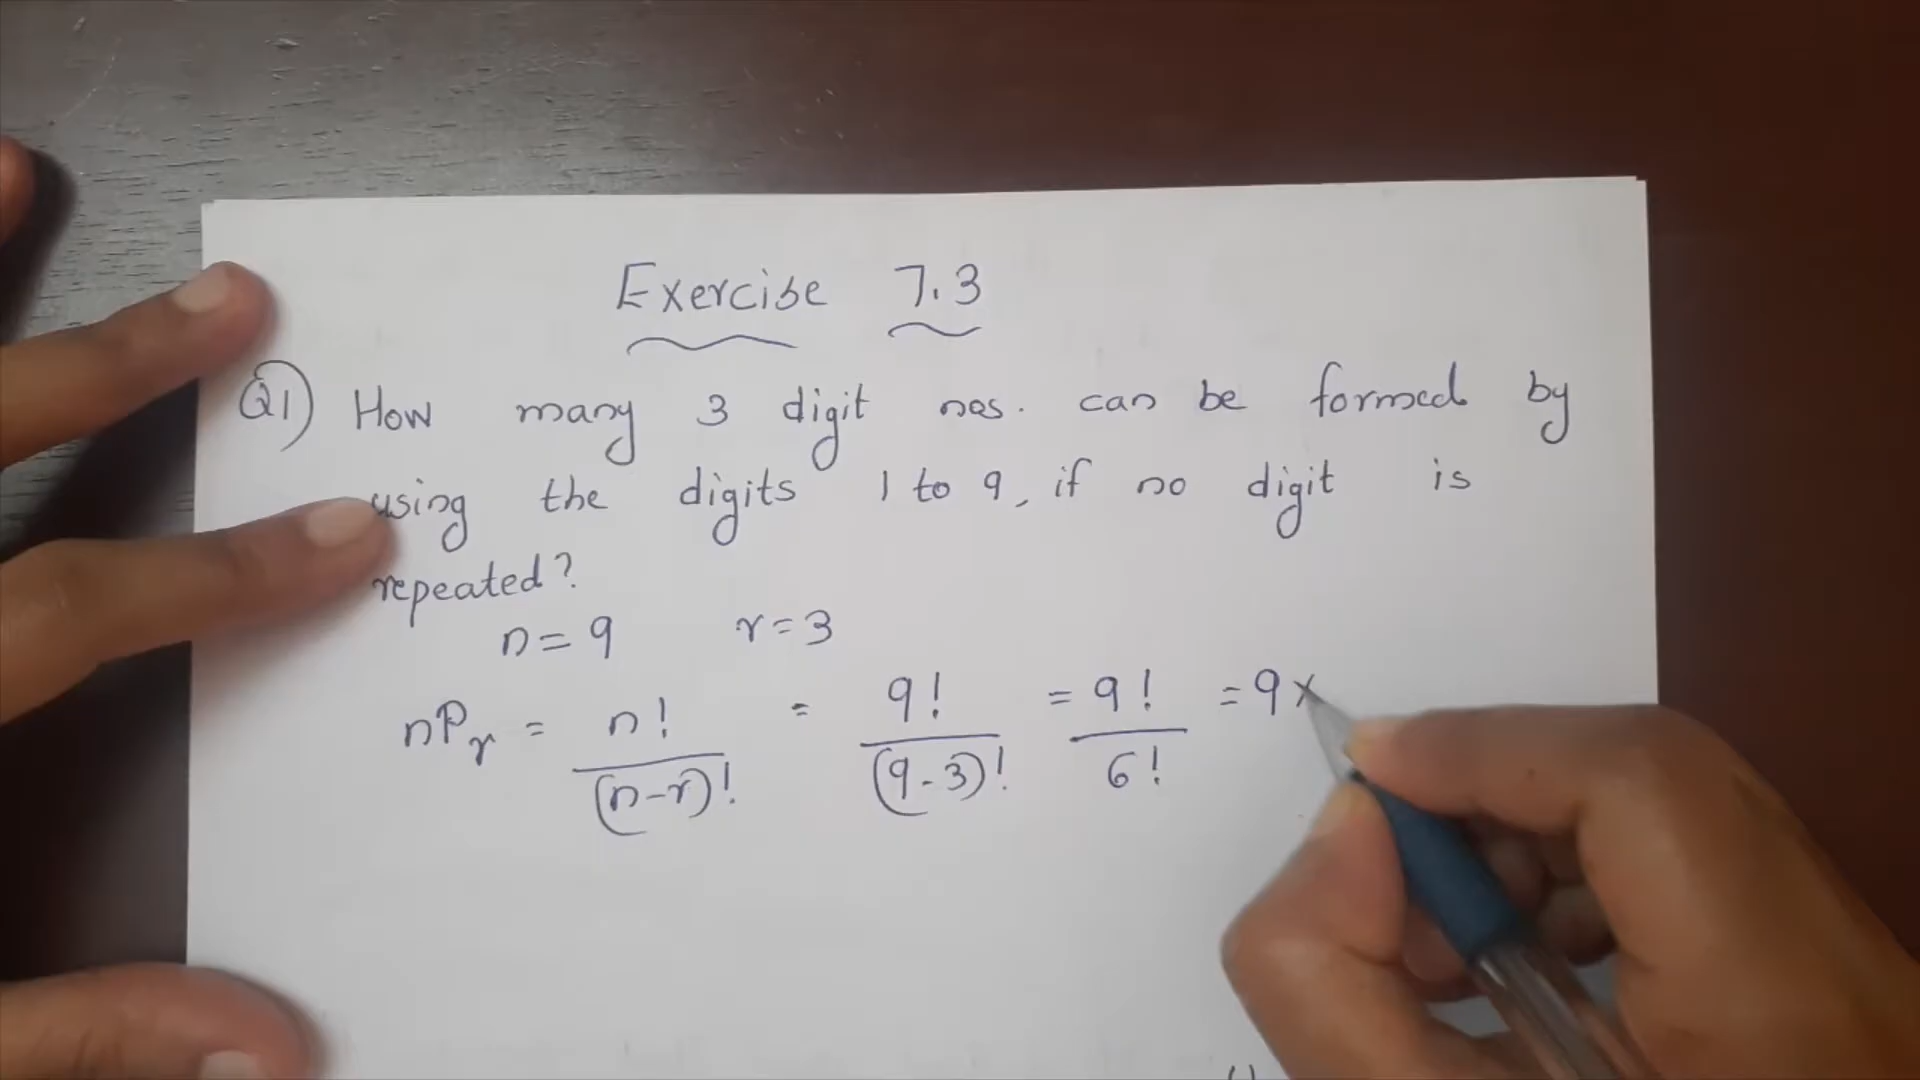 Exercise 7.3
Q1) How many 3 digit nos. can be formed by
using the digits 1 to 9, if no digit is
repeated?
n = 9 r = 3
nPr = n! / (n-r)! = 9! / (9-3)! = 9! / 6! = 9 x